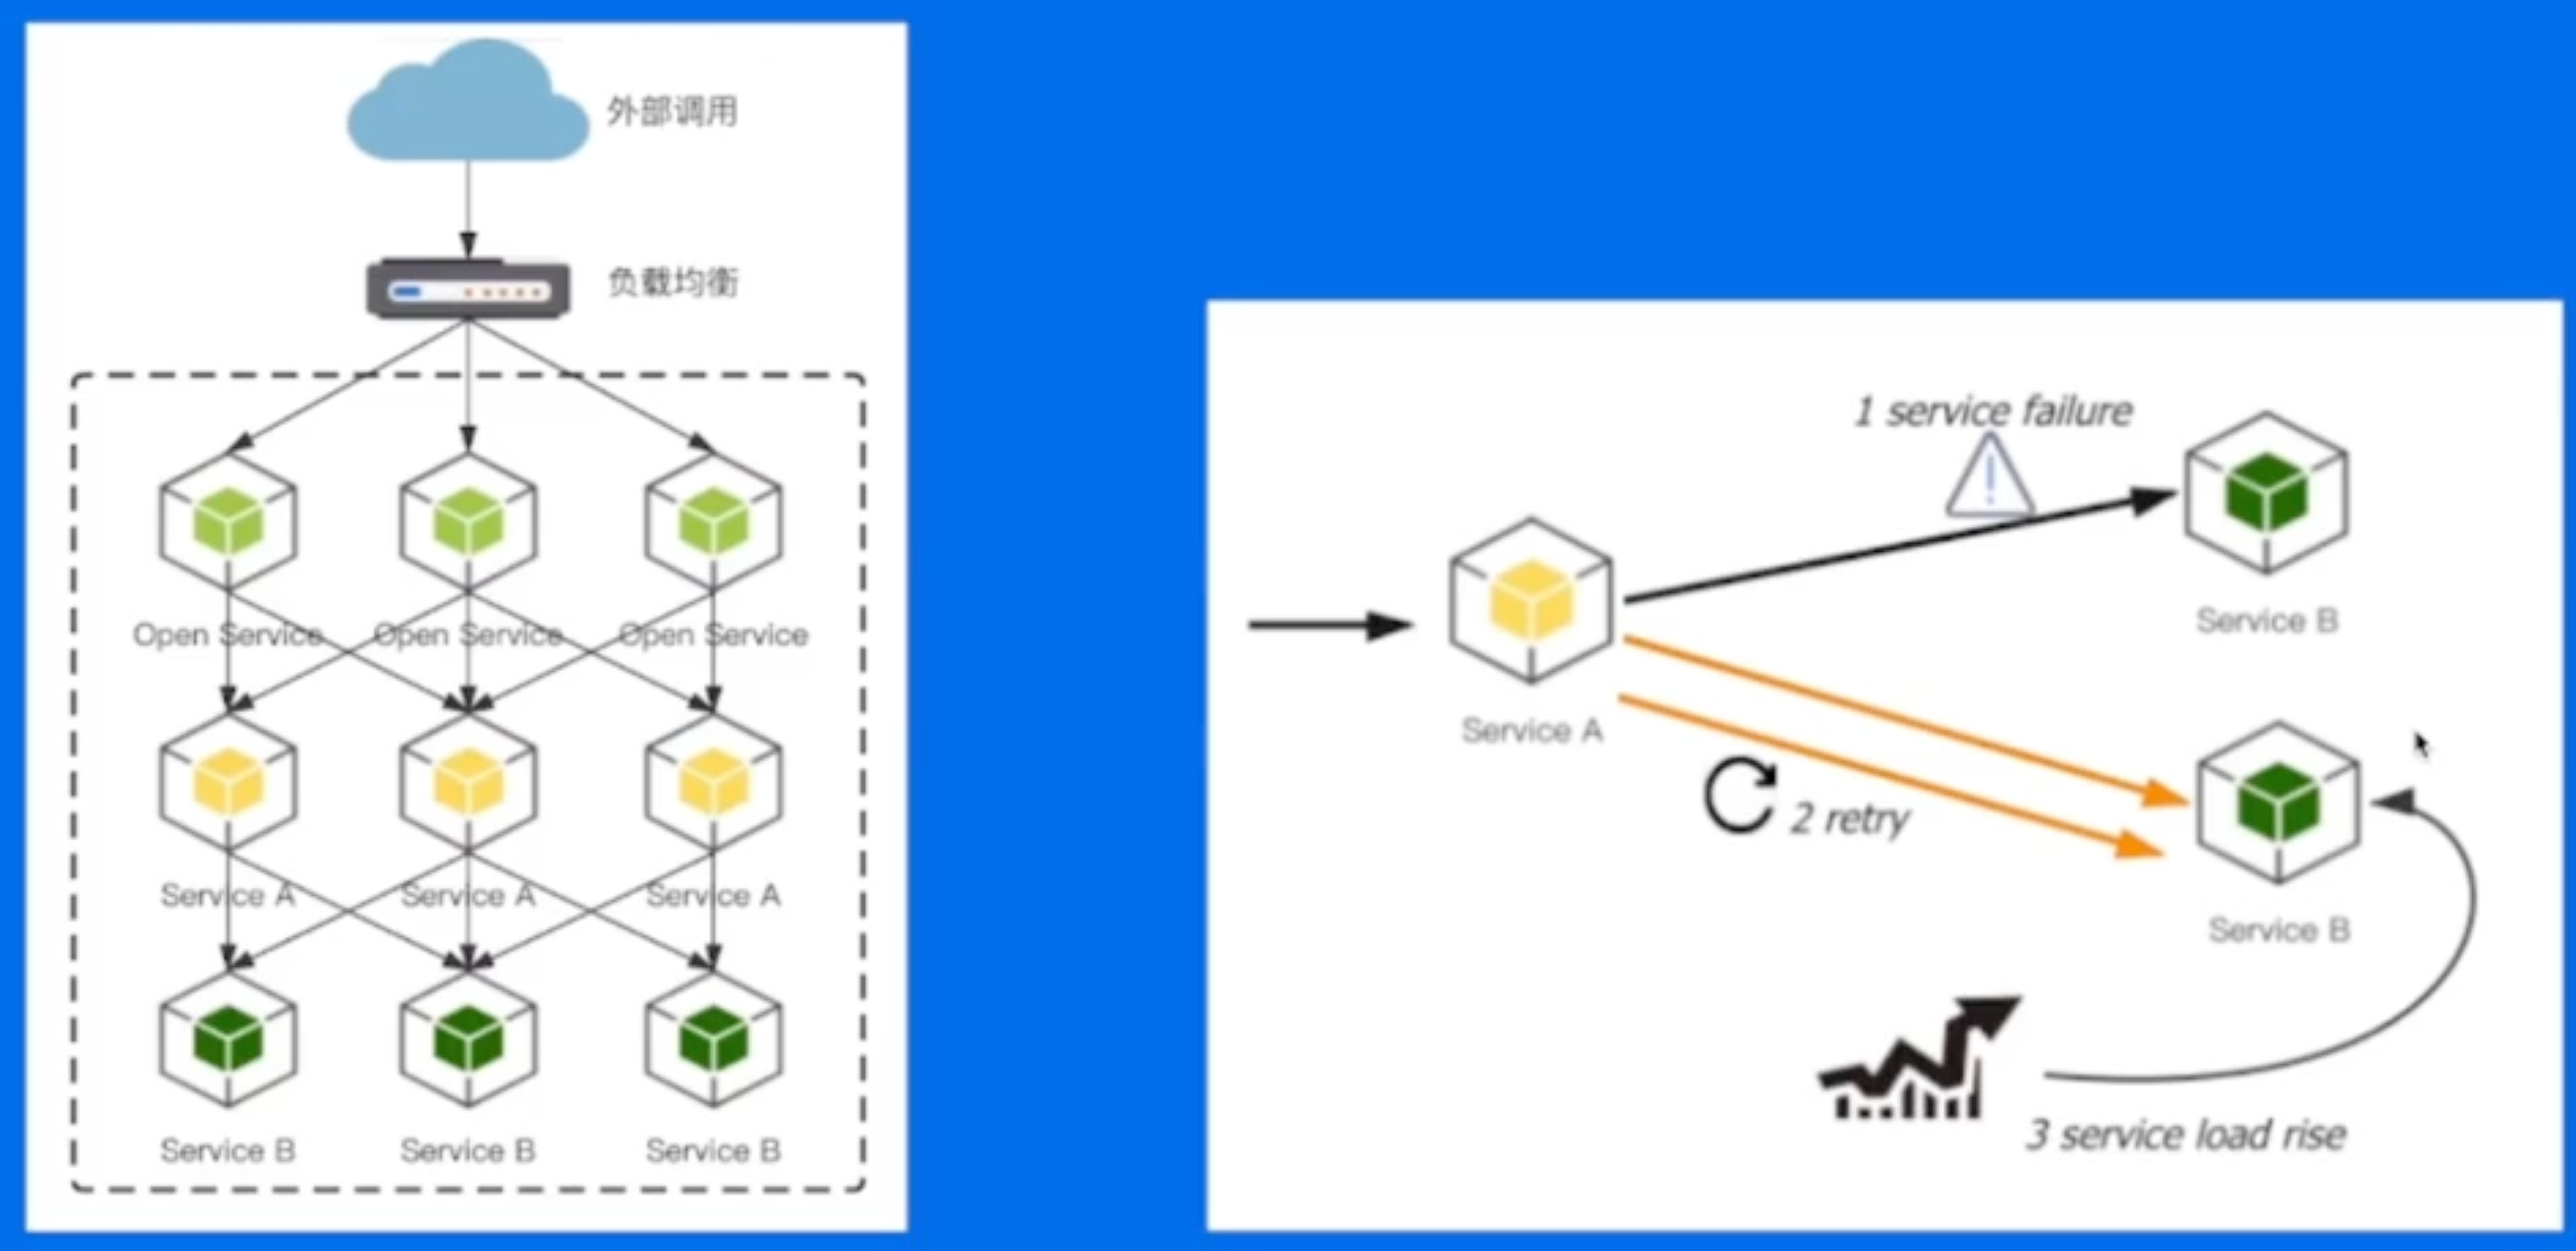 外部调用
负载均衡
Open Service Open Service Open Service
Service A Service A Service A
Service B Service B Service B
1 service failure
Service B
Service A
2 retry
Service B
3 service load rise